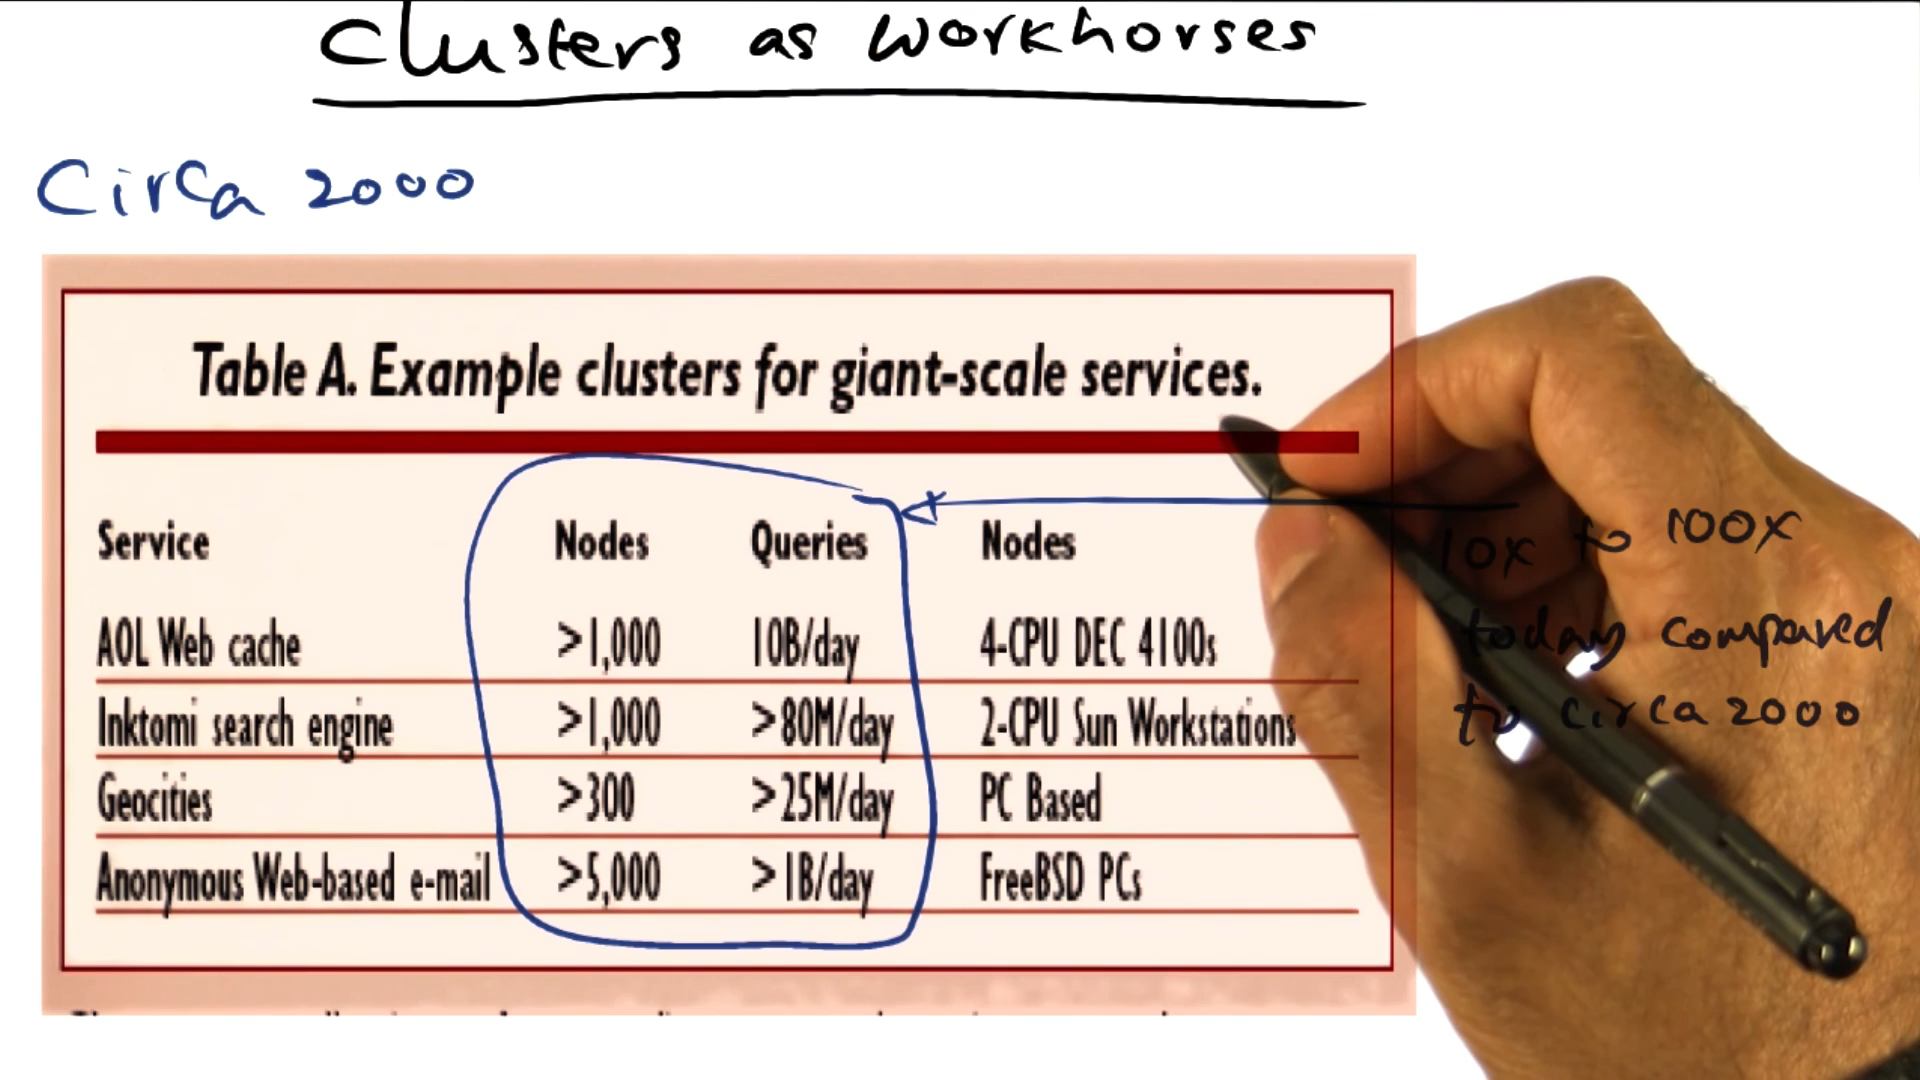 Clusters as workhorses
Circa 2000
Table A. Example clusters for giant-scale services.
Service Nodes Queries Nodes
AOL Web cache >1,000 10B/day 4-CPU DEC 4100s
Inktomi search engine >1,000 >80M/day 2-CPU Sun Workstations
Geocities >300 >25M/day PC Based
Anonymous Web-based e-mail >5,000 >1B/day FreeBSD PCs
10x to 100x
today compared
to circa 2000